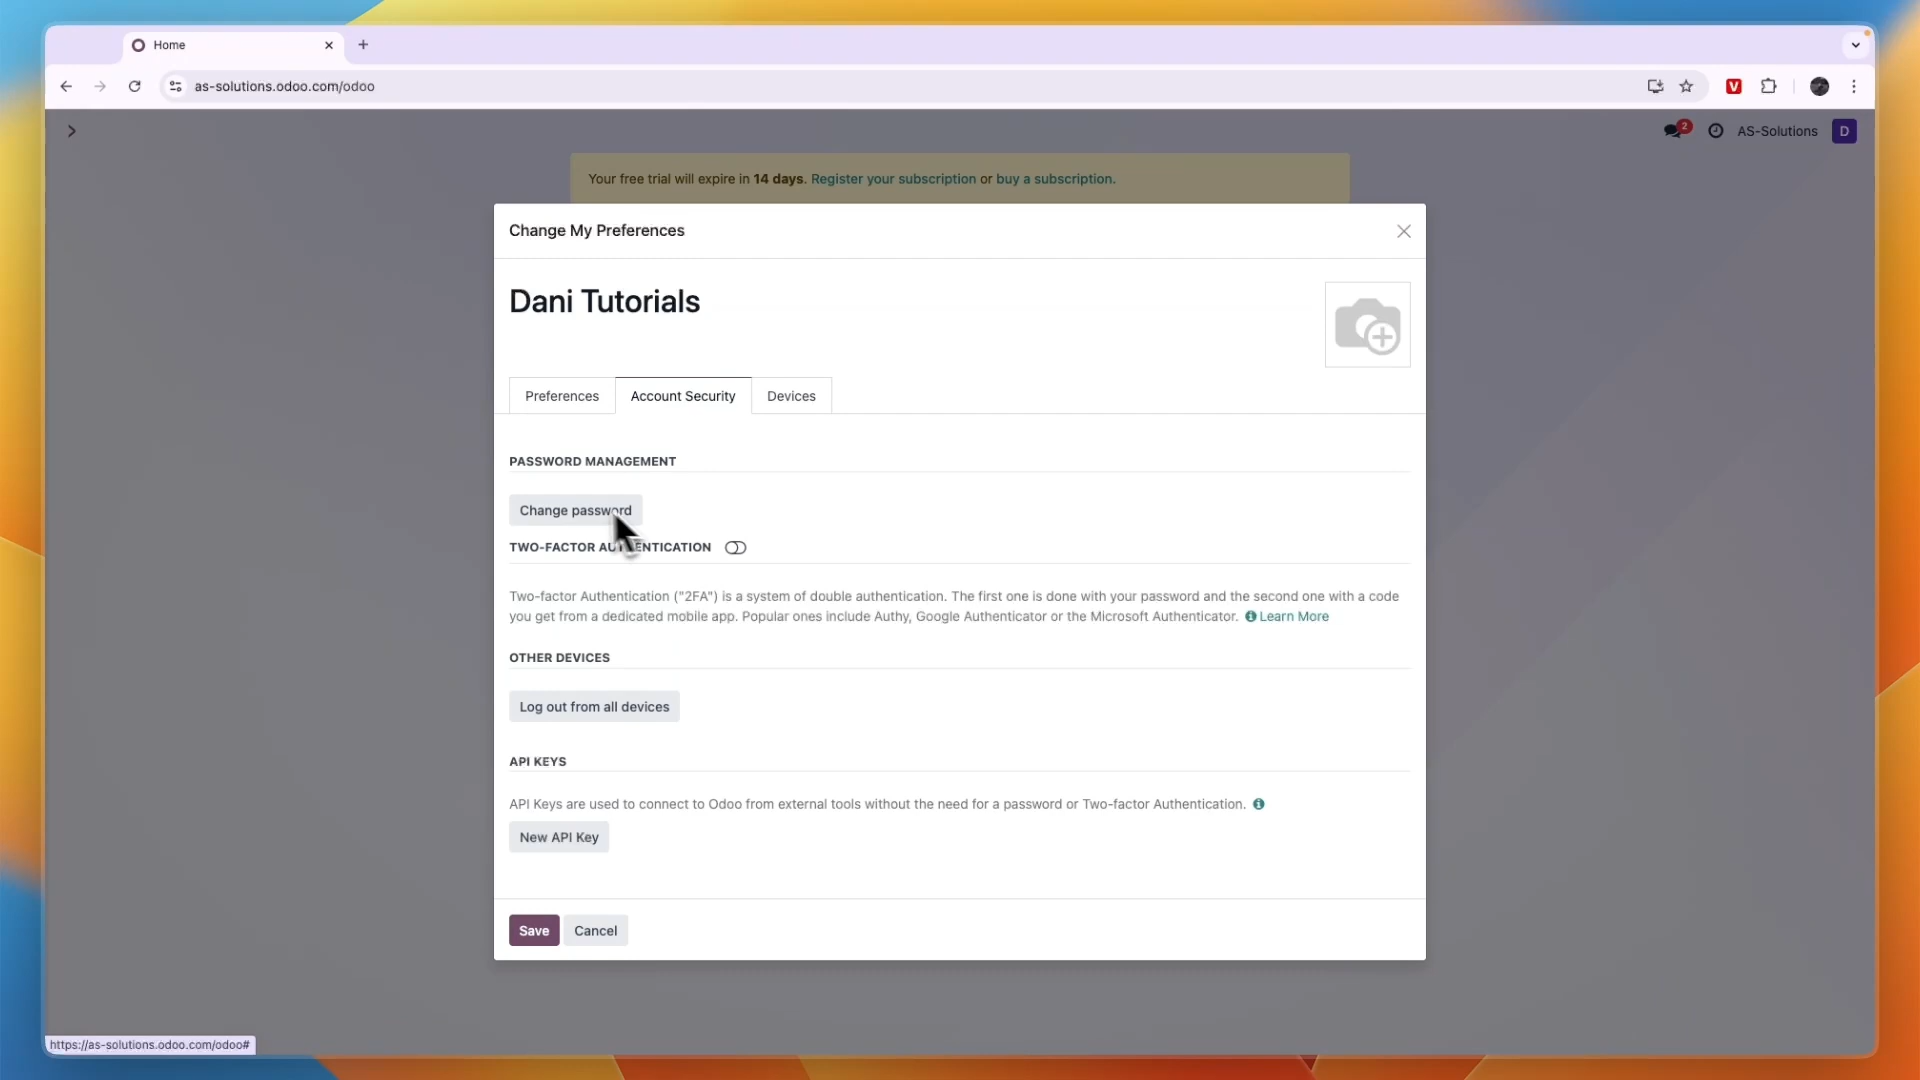 Home
as-solutions.odoo.com/odoo
V
2
AS-Solutions
D
Your free trial will expire in 14 days. Register your subscription or buy a subscription.
Change My Preferences
Dani Tutorials
Preferences
Account Security
Devices
PASSWORD MANAGEMENT
Change password
TWO-FACTOR AUTHENTICATION
Two-factor Authentication ("2FA") is a system of double authentication. The first one is done with your password and the second one with a code
you get from a dedicated mobile app. Popular ones include Authy, Google Authenticator or the Microsoft Authenticator. Learn More
OTHER DEVICES
Log out from all devices
API KEYS
API Keys are used to connect to Odoo from external tools without the need for a password or Two-factor Authentication.
New API Key
Save
Cancel
https://as-solutions.odoo.com/odoo#